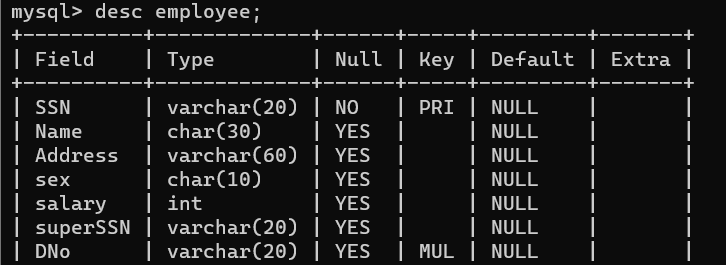 mysql> desc employee;
+----------+-------------+------+-----+---------+-------+
| Field    | Type        | Null | Key | Default | Extra |
+----------+-------------+------+-----+---------+-------+
| SSN      | varchar(20) | NO   | PRI | NULL    |       |
| Name     | char(30)    | YES  |     | NULL    |       |
| Address  | varchar(60) | YES  |     | NULL    |       |
| sex      | char(10)    | YES  |     | NULL    |       |
| salary   | int         | YES  |     | NULL    |       |
| superSSN | varchar(20) | YES  |     | NULL    |       |
| DNo      | varchar(20) | YES  | MUL | NULL    |       |